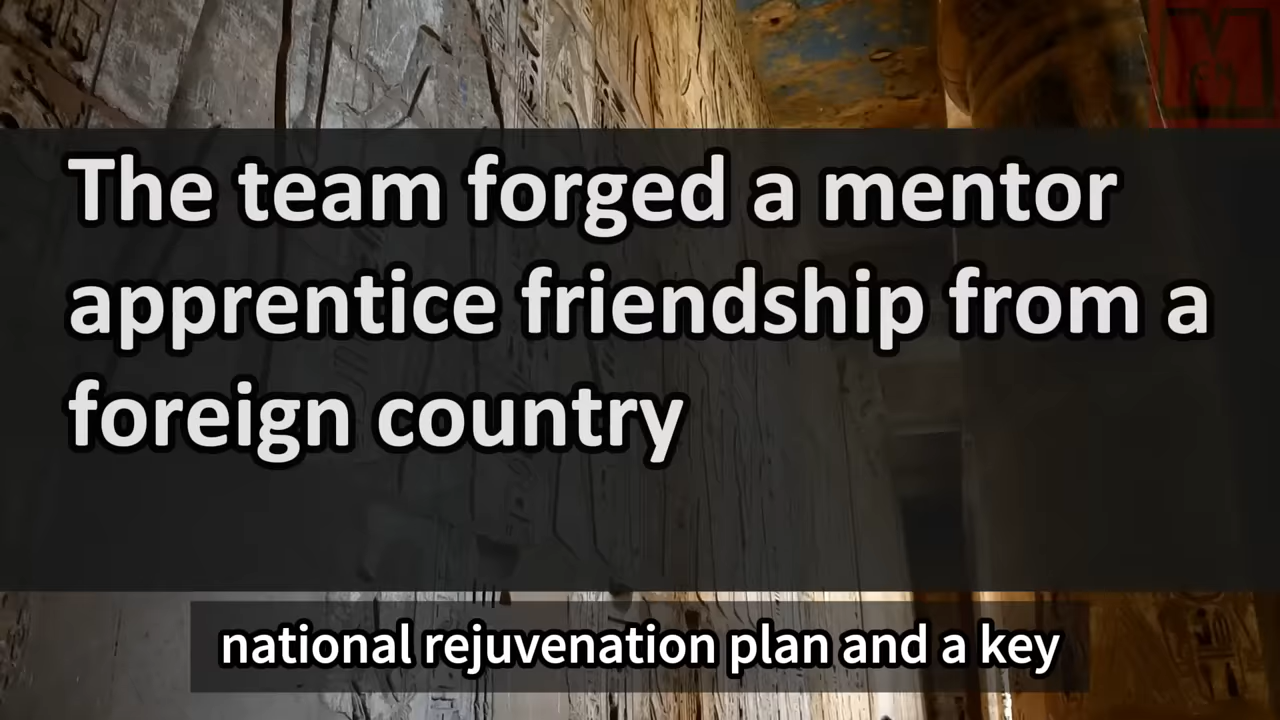 The team forged a mentor
apprentice friendship from a
foreign country
national rejuvenation plan and a key